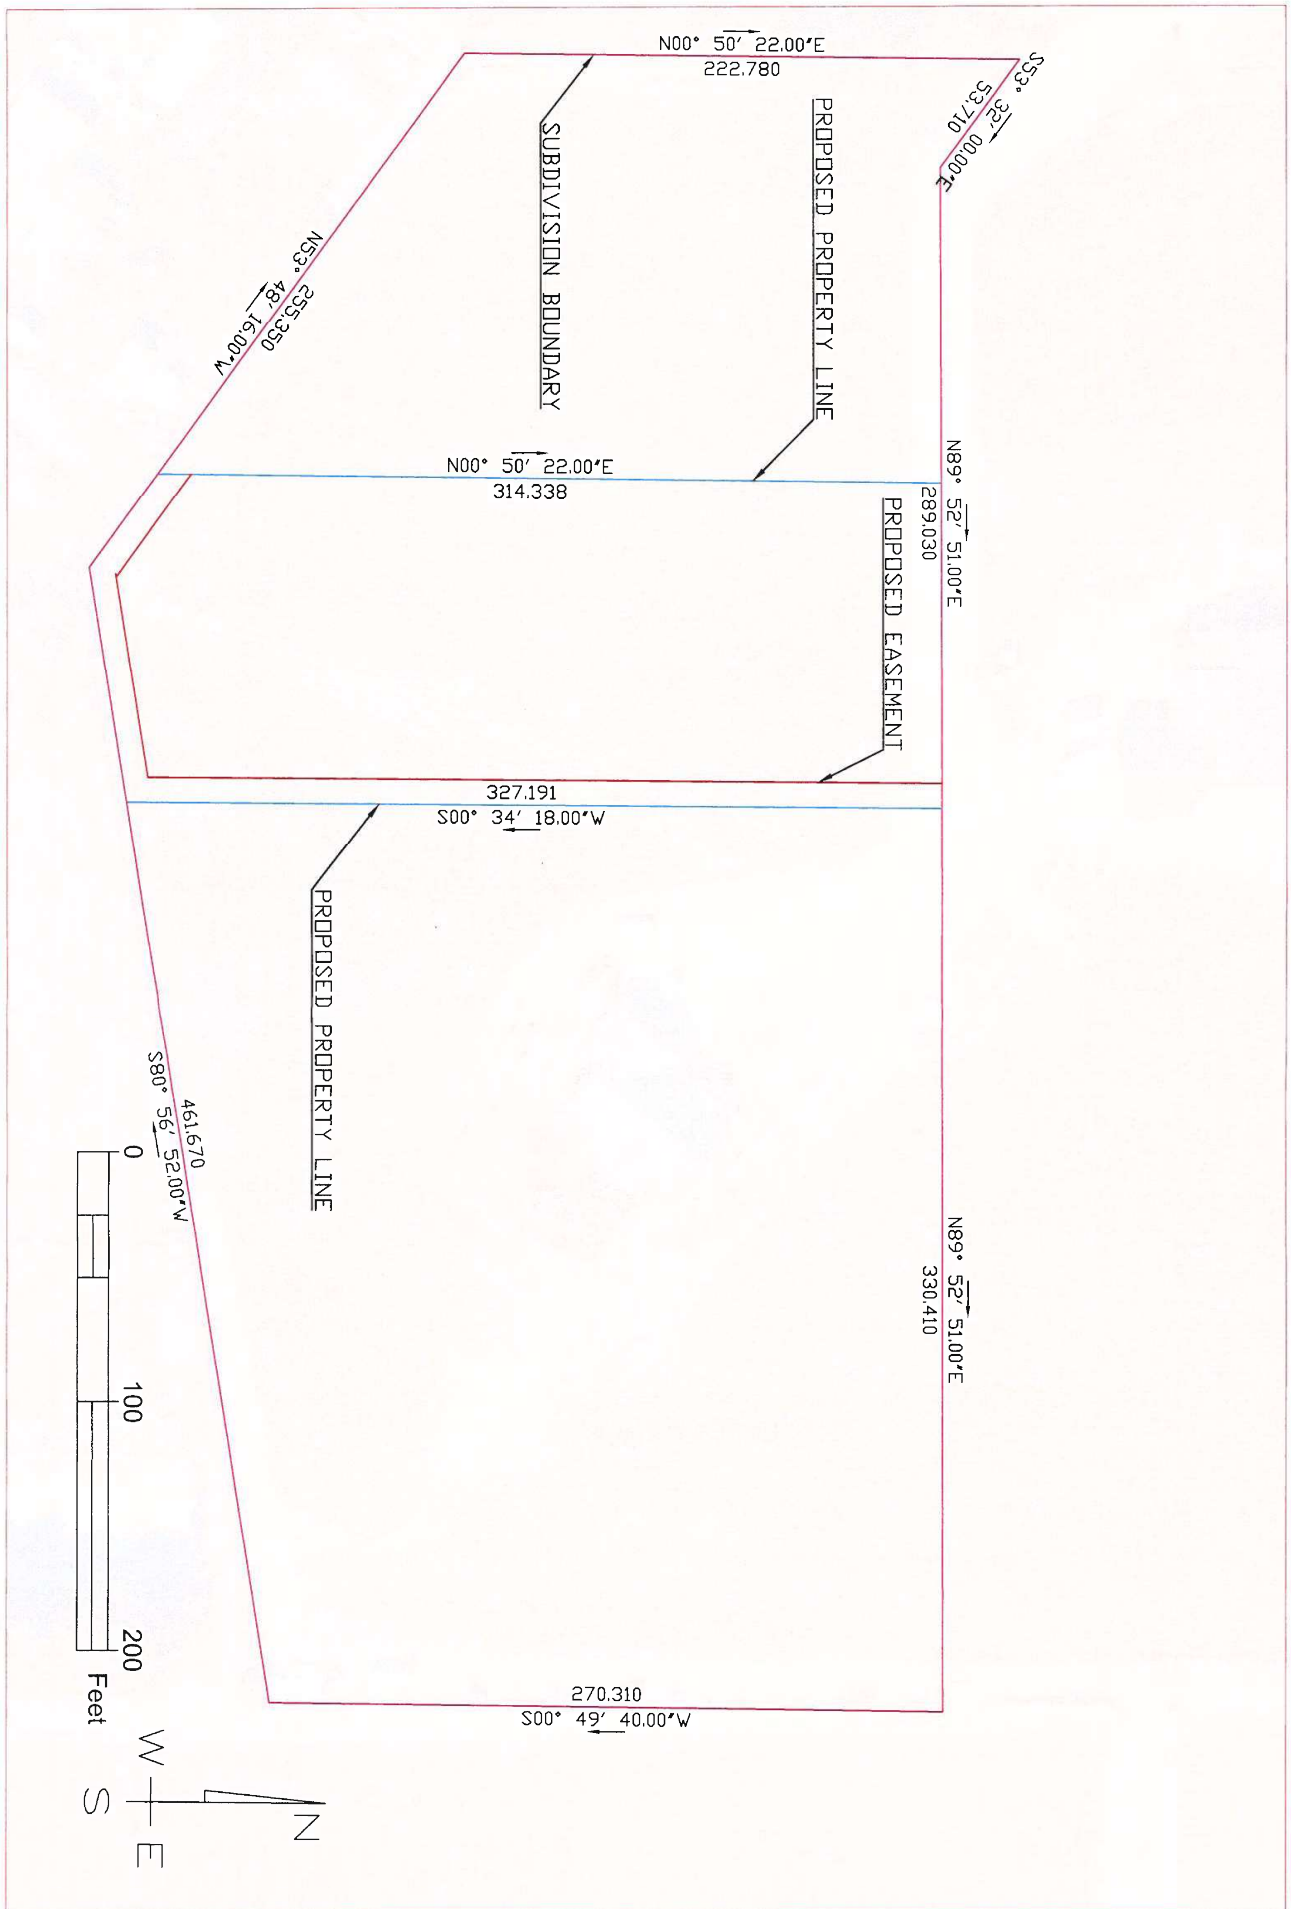 N00° 50' 22.00"E
222.780
S53° 32' 00.00"E
53.710
PROPOSED PROPERTY LINE
SUBDIVISION BOUNDARY
N53° 48' 16.00"W
255.350
N00° 50' 22.00"E
314.338
N89° 52' 51.00"E
289.030
PROPOSED EASEMENT
327.191
S00° 34' 18.00"W
PROPOSED PROPERTY LINE
461.670
S80° 56' 52.00"W
N89° 52' 51.00"E
330.410
270.310
S00° 49' 40.00"W
0
100
200
Feet
N
W
E
S